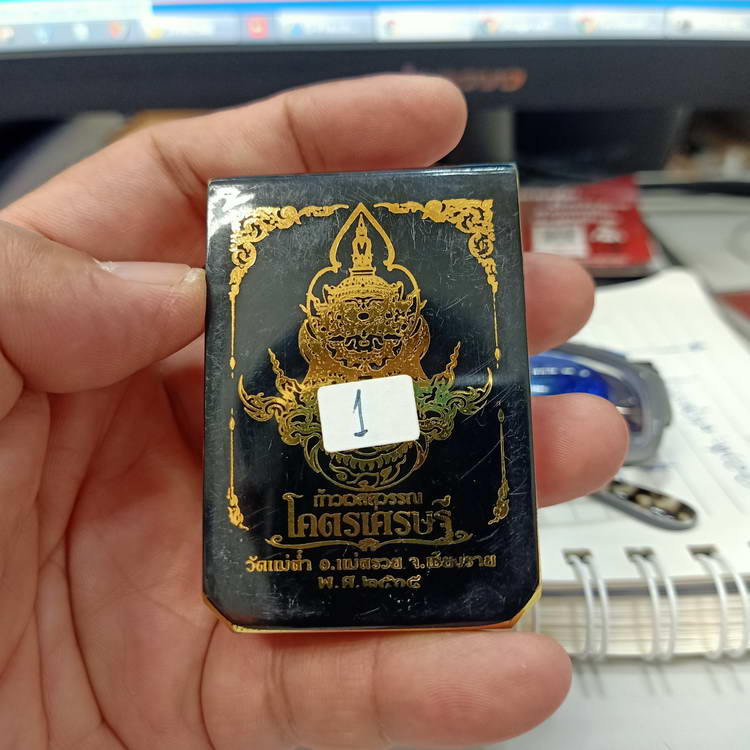 lenovo
1
ท้าวเวสสุวรรณ
โคตรเศรษฐี
วัดแม่ต๋ำ อ.แม่สรวย จ.เชียงราย
พ.ศ.๒๕๖๔